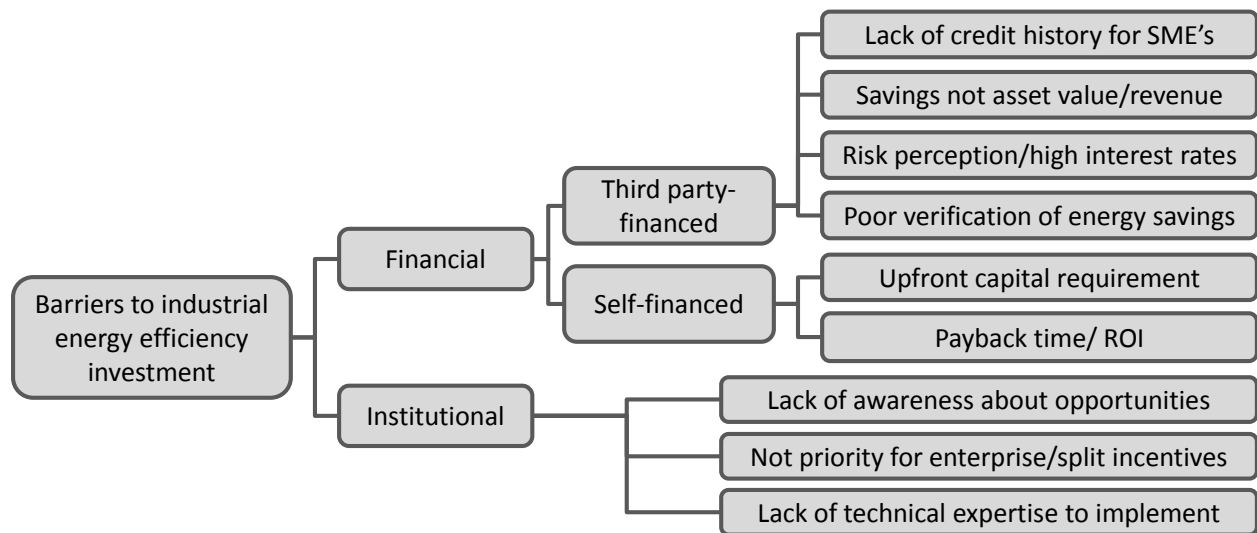 Barriers to industrial
energy efficiency
investment
Financial
Third party-
financed
Lack of credit history for SME's
Savings not asset value/revenue
Risk perception/high interest rates
Poor verification of energy savings
Self-financed
Upfront capital requirement
Payback time/ ROI
Institutional
Lack of awareness about opportunities
Not priority for enterprise/split incentives
Lack of technical expertise to implement